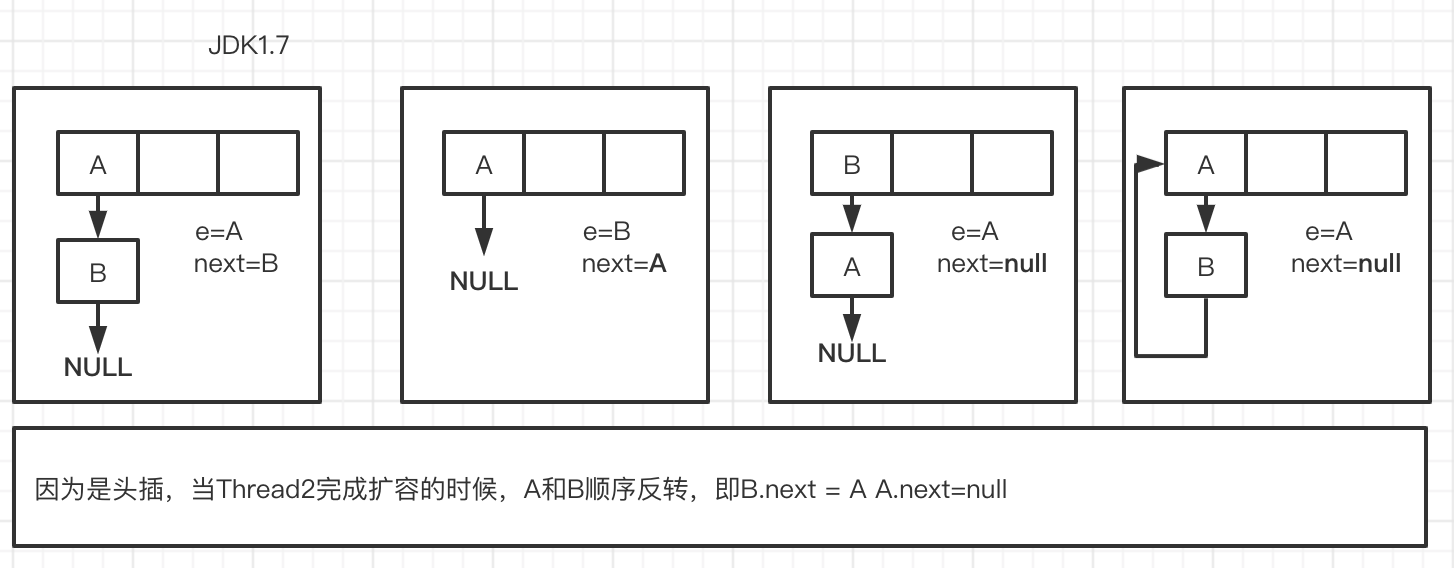 JDK1.7
A
B
NULL
e=A
next=B
A
NULL
e=B
next=A
B
A
NULL
e=A
next=null
A
B
e=A
next=null
因为是头插，当Thread2完成扩容的时候，A和B顺序反转，即B.next = A A.next=null